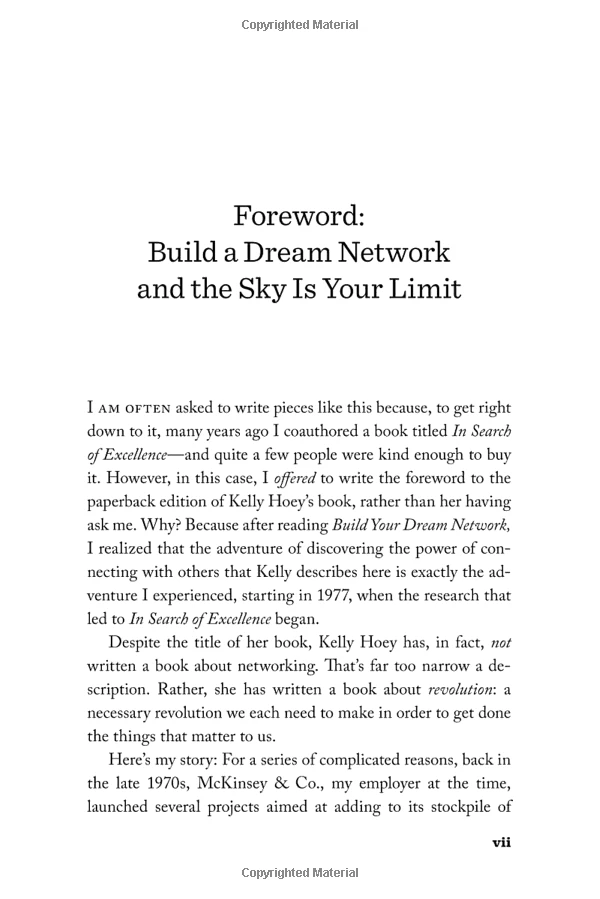 Copyrighted Material
Foreword:
Build a Dream Network
and the Sky Is Your Limit
I AM OFTEN asked to write pieces like this because, to get right
down to it, many years ago I coauthored a book titled In Search
of Excellence—and quite a few people were kind enough to buy
it. However, in this case, I offered to write the foreword to the
paperback edition of Kelly Hoey's book, rather than her having
ask me. Why? Because after reading Build Your Dream Network,
I realized that the adventure of discovering the power of con-
necting with others that Kelly describes here is exactly the ad-
venture I experienced, starting in 1977, when the research that
led to In Search of Excellence began.
Despite the title of her book, Kelly Hoey has, in fact, not
written a book about networking. That's far too narrow a de-
scription. Rather, she has written a book about revolution: a
necessary revolution we each need to make in order to get done
the things that matter to us.
Here's my story: For a series of complicated reasons, back in
the late 1970s, McKinsey & Co., my employer at the time,
launched several projects aimed at adding to its stockpile of
vii
Copyrighted Material